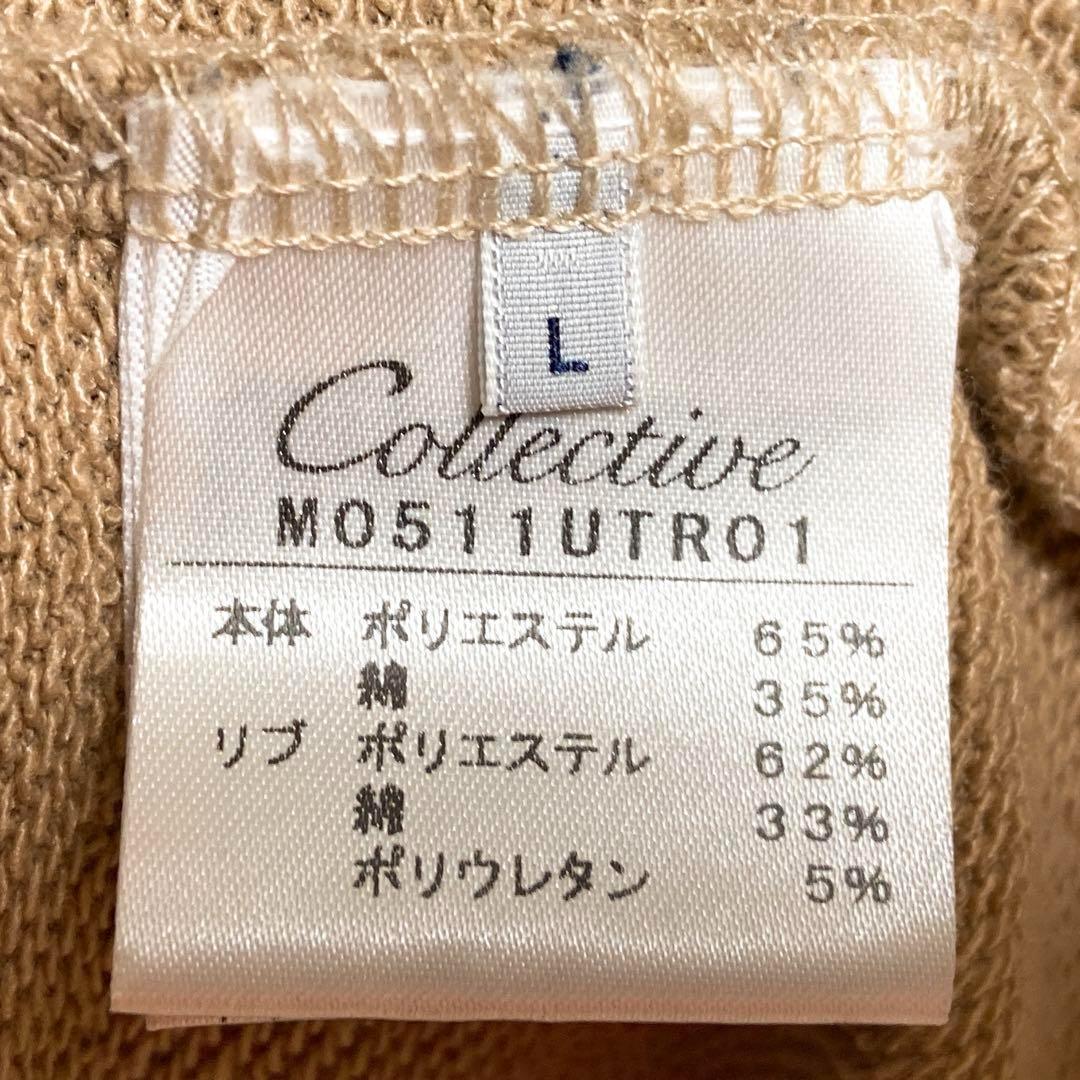 L
Collective
M0511UTR01
本体 ポリエステル 65%
綿 35%
リブ ポリエステル 62%
綿 33%
ポリウレタン 5%